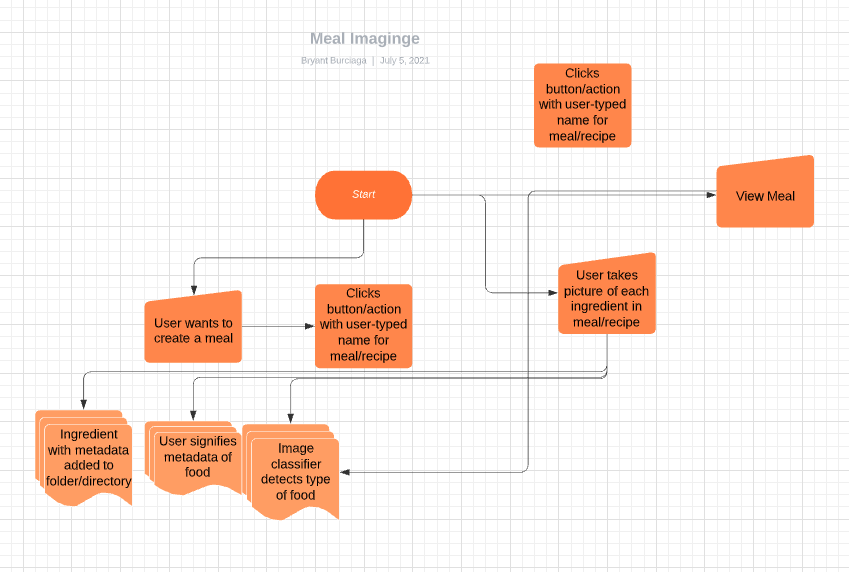 Meal Imaginge
Bryant Burciaga | July 5, 2021
Clicks
button/action
with user-typed
name for
meal/recipe
Start
View Meal
User takes
picture of each
ingredient in
meal/recipe
User wants to
create a meal
Clicks
button/action
with user-typed
name for
meal/recipe
Ingredient
with metadata
added to
folder/directory
User signifies
metadata of
food
Image
classifier
detects type
of food